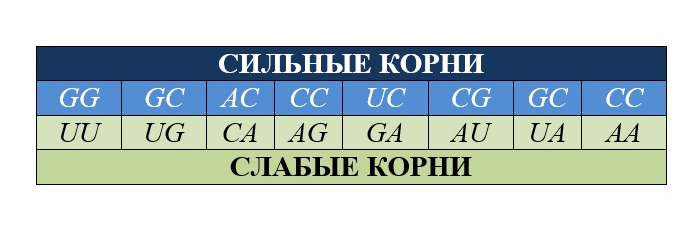 СИЛЬНЫЕ КОРНИ
GG GC AC CC UC CG GC CC
UU UG CA AG GA AU UA AA
СЛАБЫЕ КОРНИ